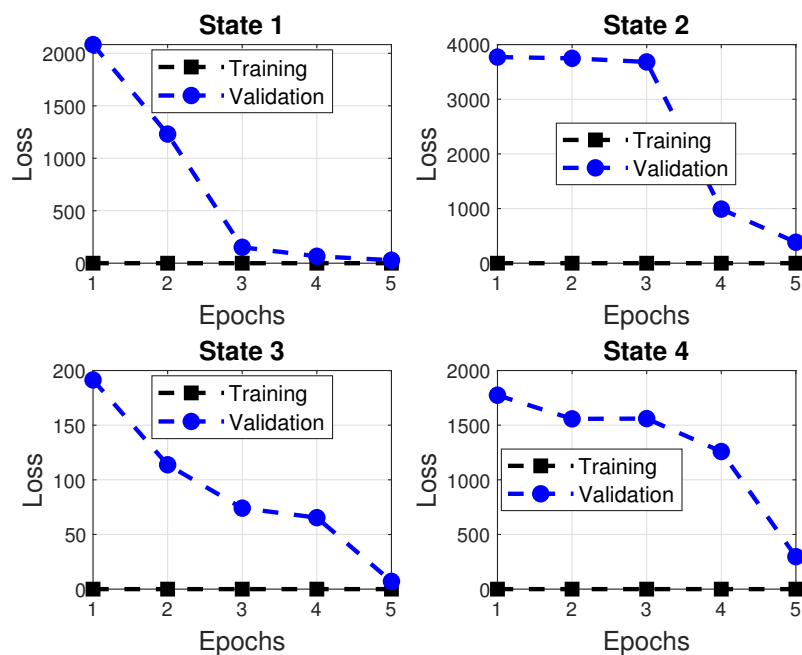 State 1
2000
1500
1000
500
0
Loss
Training
Validation
1 2 3 4 5
Epochs
State 2
4000
3000
2000
1000
0
Loss
Training
Validation
1 2 3 4 5
Epochs
State 3
200
150
100
50
0
Loss
Training
Validation
1 2 3 4 5
Epochs
State 4
2000
1500
1000
500
0
Loss
Training
Validation
1 2 3 4 5
Epochs